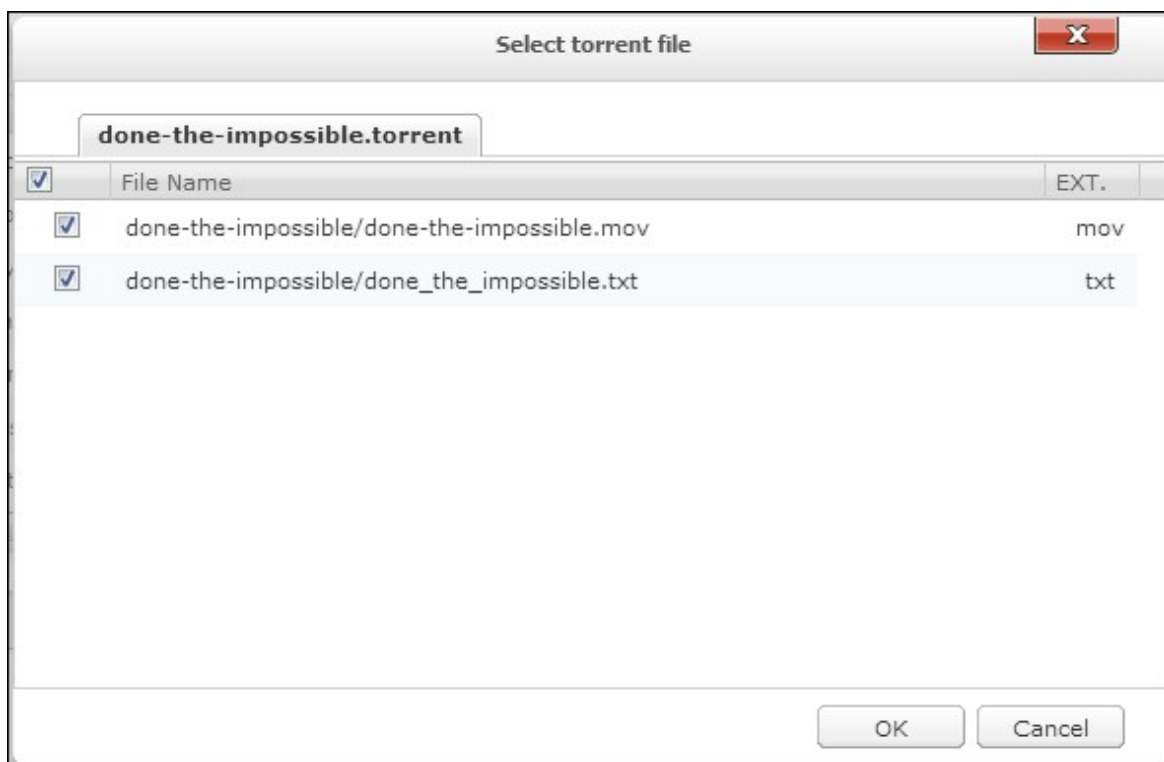 Select torrent file
x
done-the-impossible.torrent
File Name EXT.
done-the-impossible/done-the-impossible.mov mov
done-the-impossible/done_the_impossible.txt txt
OK Cancel